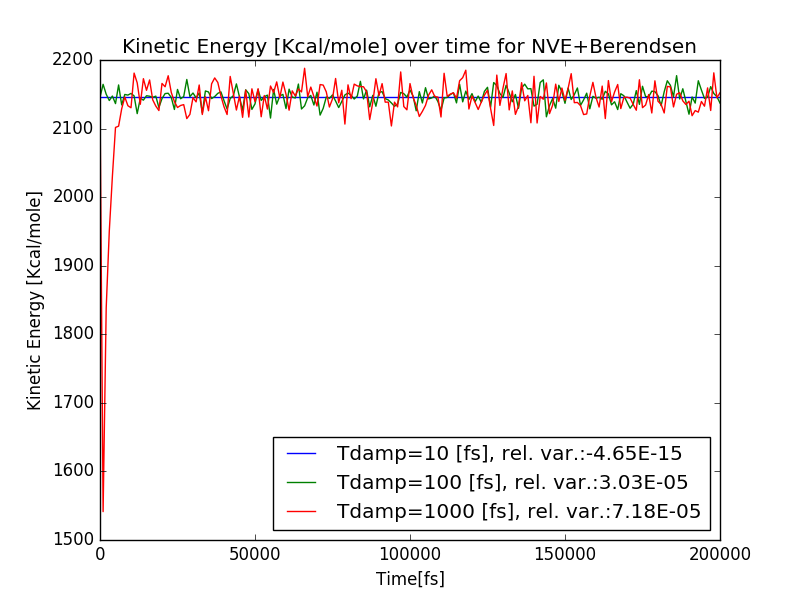 Kinetic Energy [Kcal/mole] over time for NVE+Berendsen
2200
2100
2000
1900
1800
1700
1600
1500
Kinetic Energy [Kcal/mole]
Tdamp=10 [fs], rel. var.:-4.65E-15
Tdamp=100 [fs], rel. var.:3.03E-05
Tdamp=1000 [fs], rel. var.:7.18E-05
0 50000 100000 150000 200000
Time[fs]